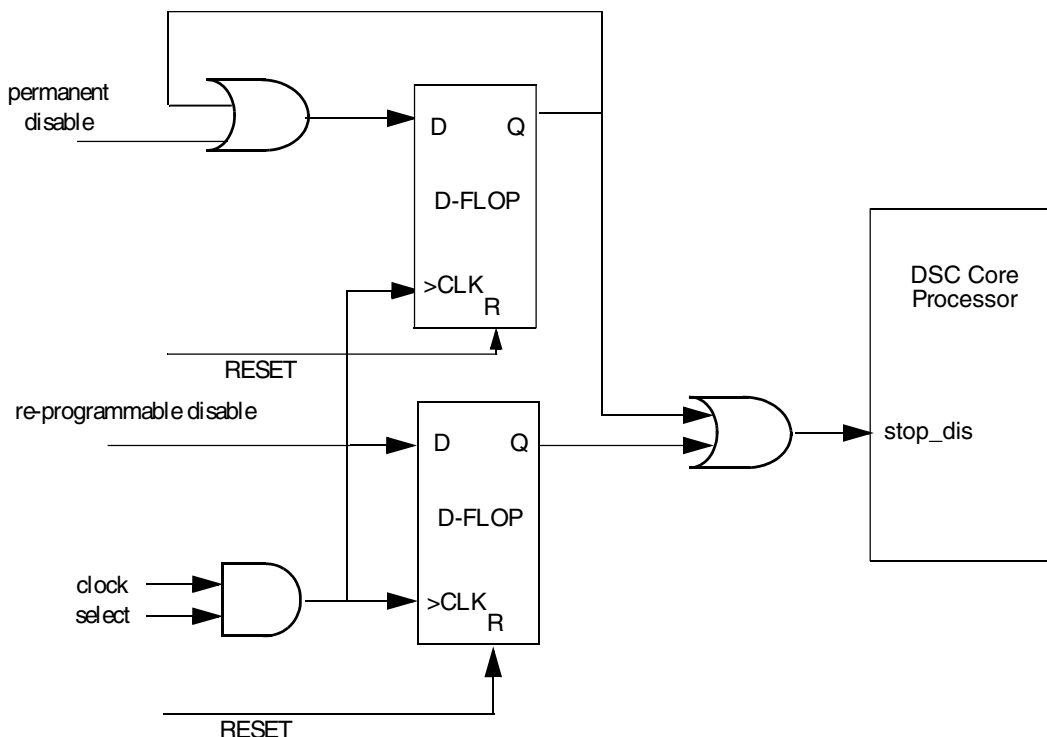 permanent
disable
D Q
D-FLOP
>CLK
R
RESET
DSC Core
Processor
re-programmable disable
D Q
stop_dis
D-FLOP
clock
select
>CLK
R
RESET